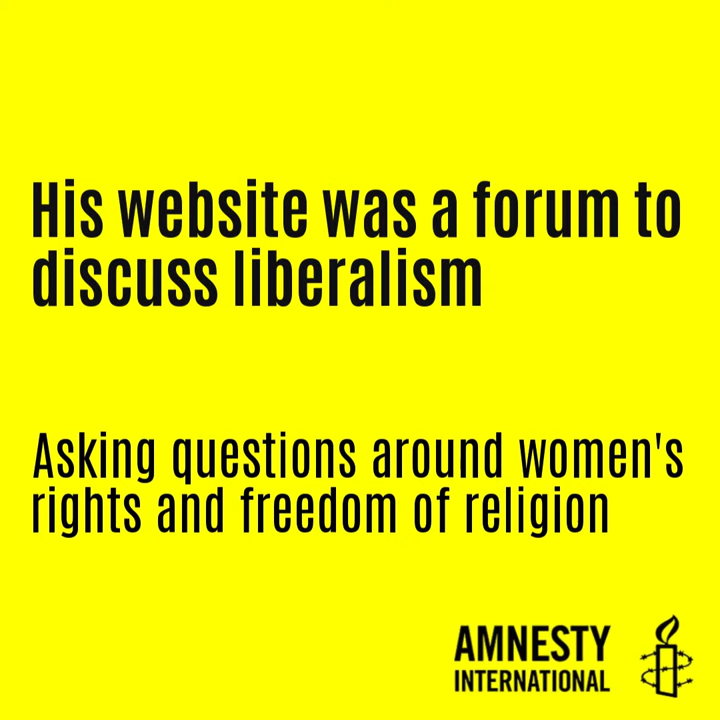 His website was a forum to
discuss liberalism
Asking questions around women's
rights and freedom of religion
AMNESTY
INTERNATIONAL